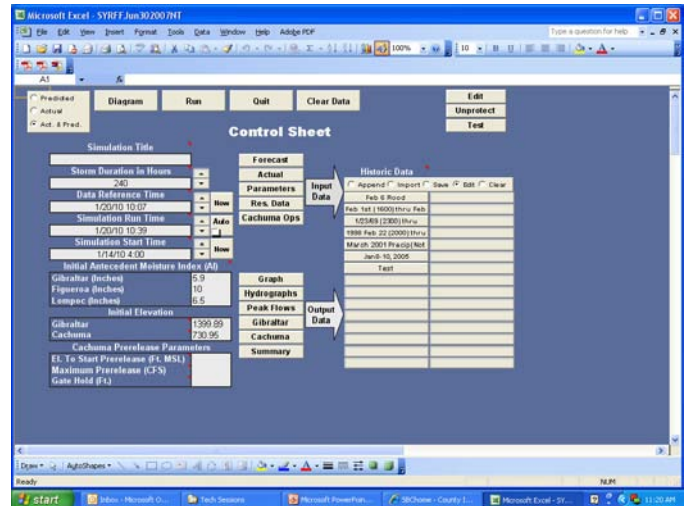 Microsoft Excel - SYRFFJun302007NT
File Edit View Insert Format Tools Data Window Help Adobe PDF
Type a question for help
100%
10
A1
Predicted
Actual
Act. & Pred.
Diagram
Run
Quit
Clear Data
Edit
Unprotect
Test
Control Sheet
Simulation Title
Storm Duration in Hours
240
Data Reference Time
1/20/10 10:07
Now
Simulation Run Time
1/20/10 10:39
Auto
Simulation Start Time
1/14/10 4:00
Now
Initial Antecedent Moisture Index (AI)
Gibraltar (Inches) 5.9
Figueroa (Inches) 10
Lompoc (Inches) 6.5
Initial Elevation
Gibraltar 1399.89
Cachuma 730.95
Cachuma Prerelease Parameters
El. To Start Prerelease (Ft. MSL)
Maximum Prerelease (CFS)
Gate Hold (Ft.)
Forecast
Actual
Parameters
Res. Data
Cachuma Ops
Input Data
Graph
Hydrographs
Peak Flows
Gibraltar
Cachuma
Summary
Output Data
Historic Data
Append Import Save Edit Clear
Feb 6 Flood
Feb 1st (1600) thru Feb
1/23/69 (2300) thru
1998 Feb 22 (2000) thru
March 2001 Precip (Not
Jan8-10, 2005
Test
Draw AutoShapes
Ready
NUM
start
Inbox - Microsoft O...
Tech Sessions
Microsoft PowerPoin...
SBChome - County I...
Microsoft Excel - SY...
11:20 AM